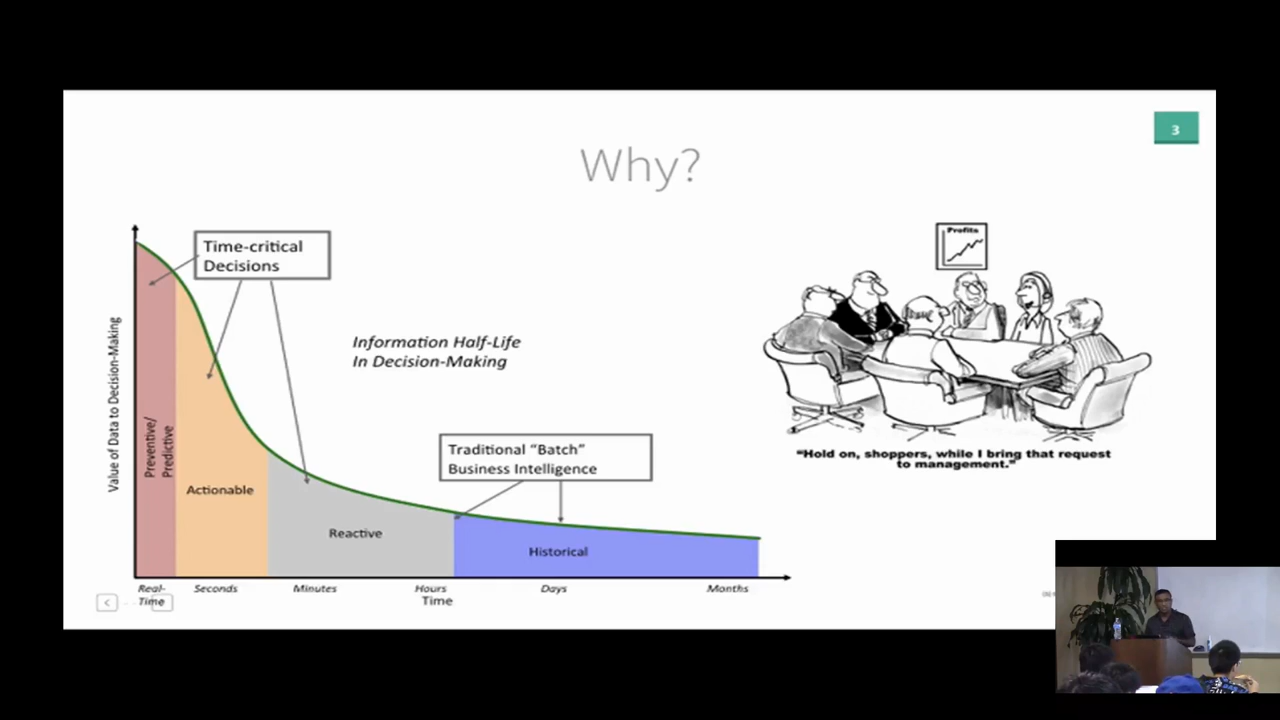 3
Why?
Time-critical
Decisions
Information Half-Life
In Decision-Making
Value of Data to Decision-Making
Preventive/
Predictive
Actionable
Reactive
Traditional “Batch”
Business Intelligence
Historical
Real-
Time
Seconds
Minutes
Hours
Days
Months
Time
Profits
“Hold on, shoppers, while I bring that request
to management.”